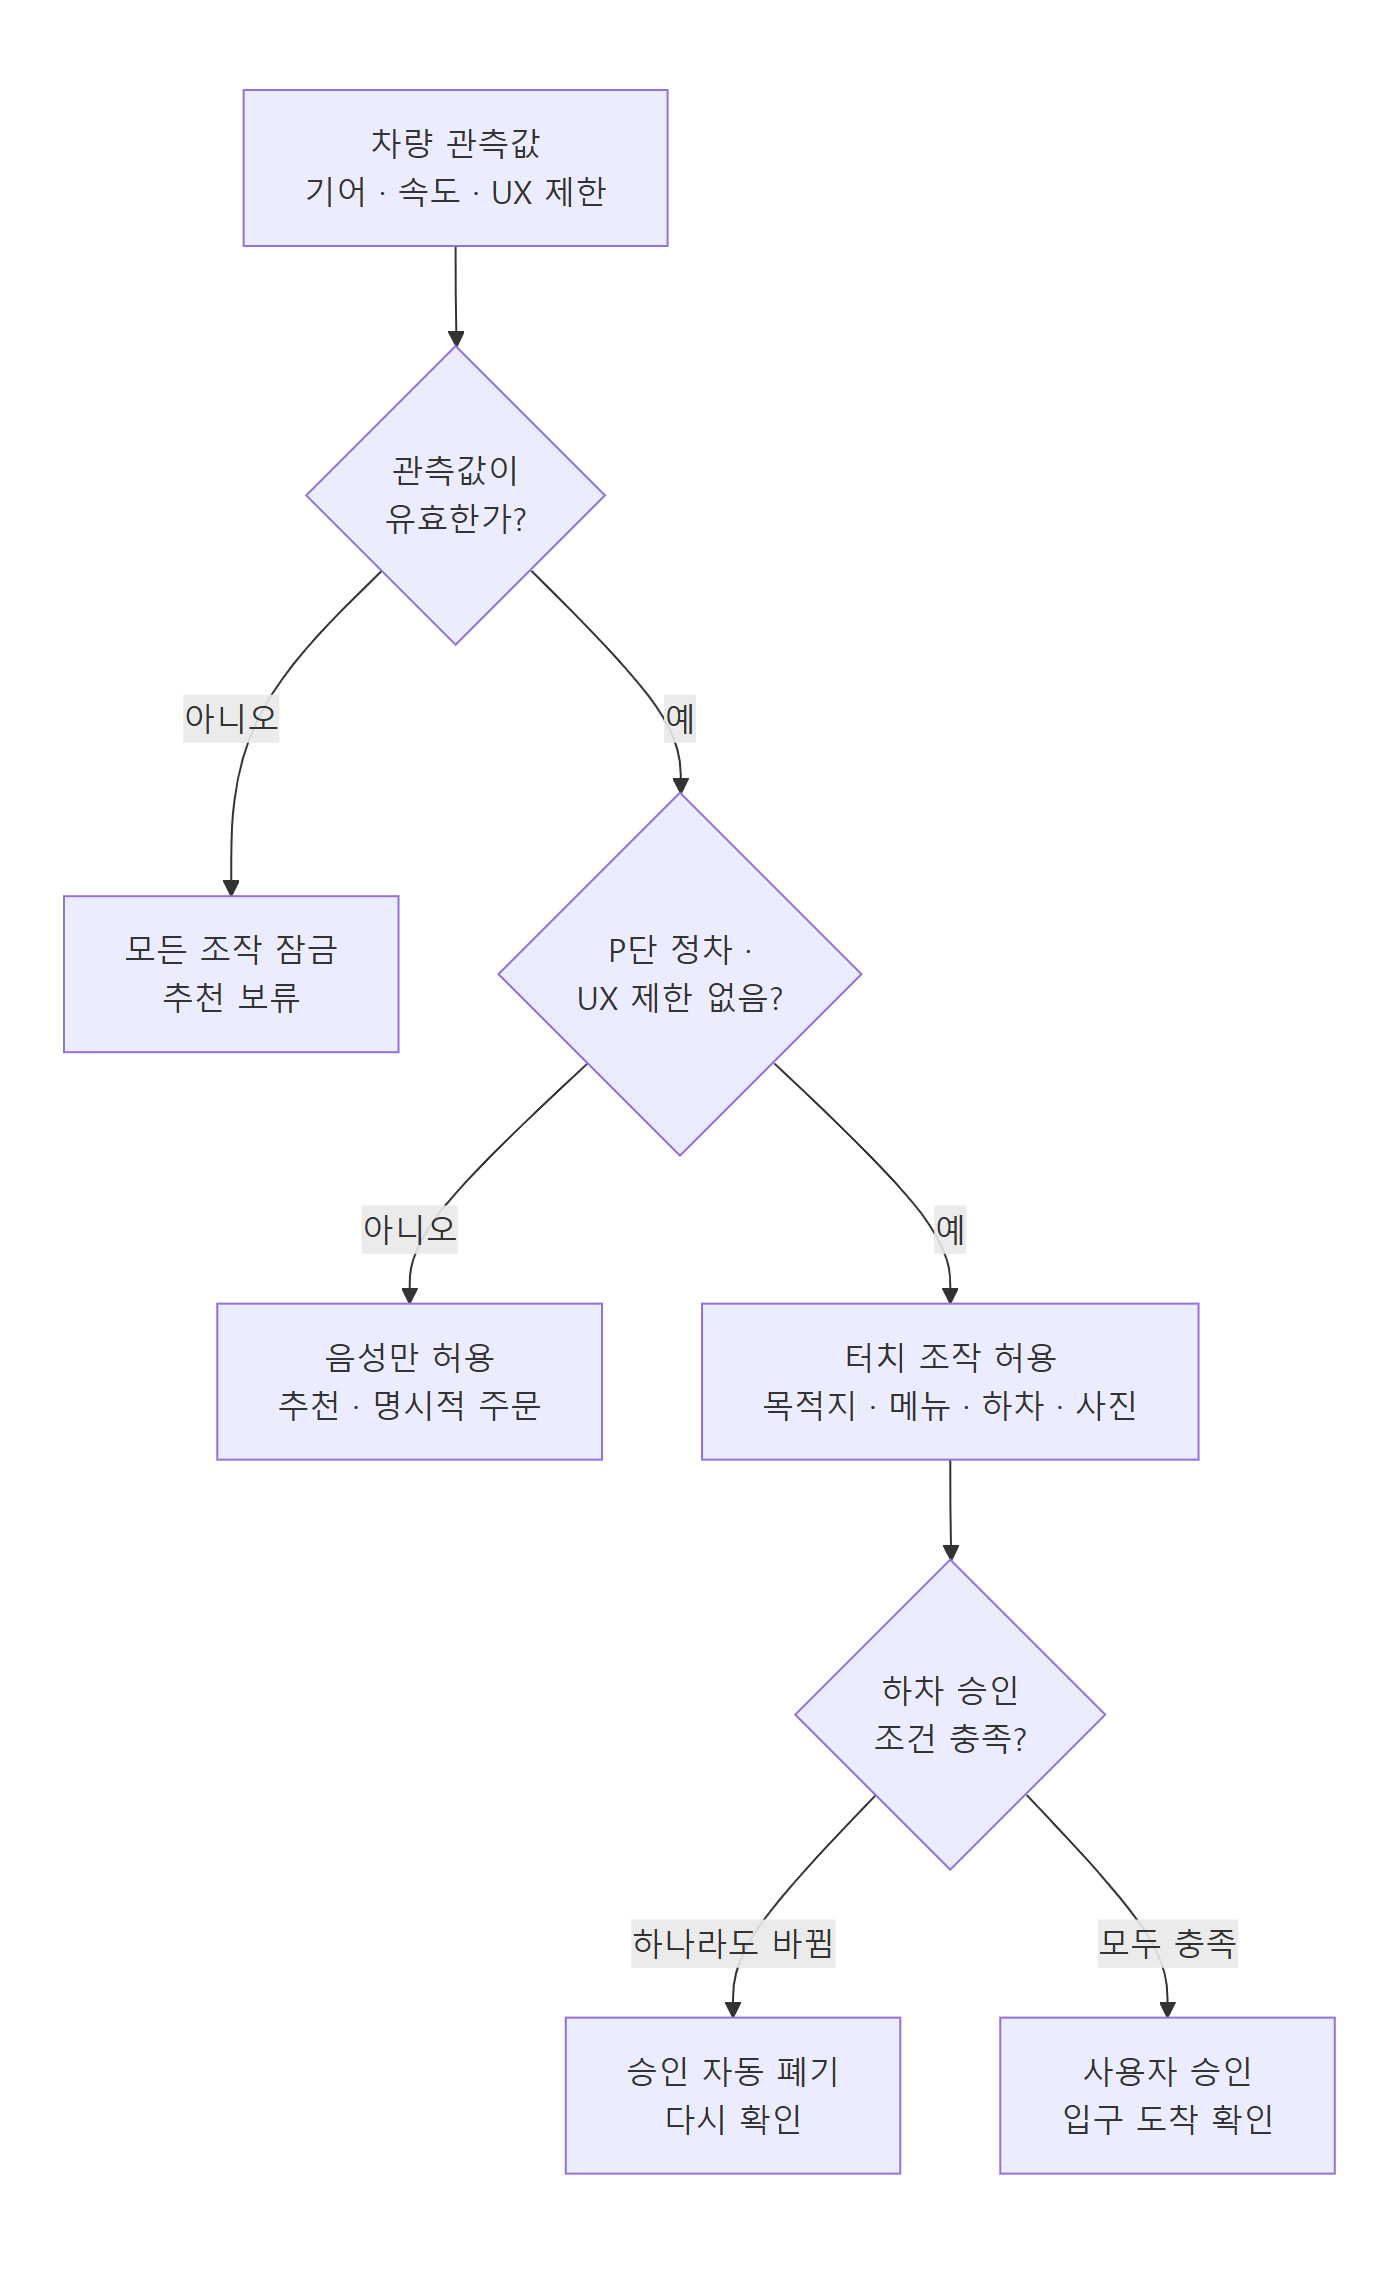 차량 관측값
기어 · 속도 · UX 제한
관측값이
유효한가?
아니오
예
모든 조작 잠금
추천 보류
P단 정차 ·
UX 제한 없음?
아니오
예
음성만 허용
추천 · 명시적 주문
터치 조작 허용
목적지 · 메뉴 · 하차 · 사진
하차 승인
조건 충족?
하나라도 바뀜
모두 충족
승인 자동 폐기
다시 확인
사용자 승인
입구 도착 확인